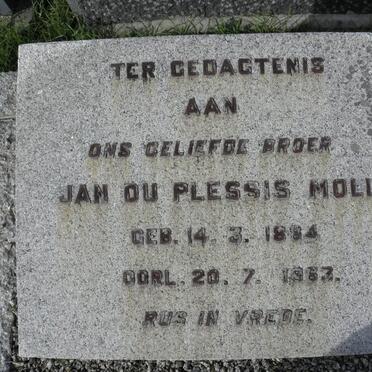 TER GEDAGTENIS
AAN
ONS GELIEFDE BROER
JAN DU PLESSIS MOLL
GEB. 14. 3. 1894
OORL. 20. 7. 1963.
RUS IN VREDE.